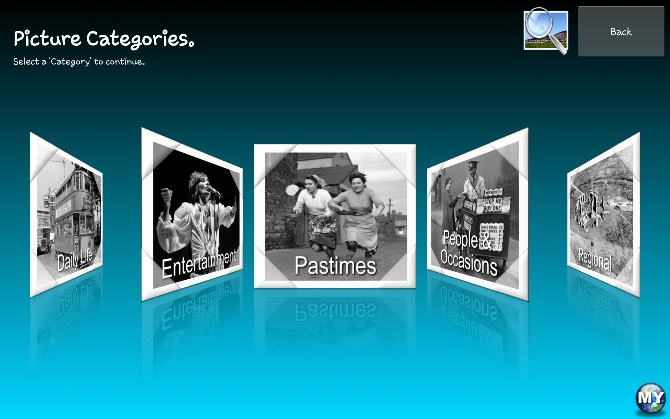 Picture Categories.
Select a 'Category' to continue.
Back
Daily Life
Entertainment
Pastimes
People &
Occasions
Regional
MY